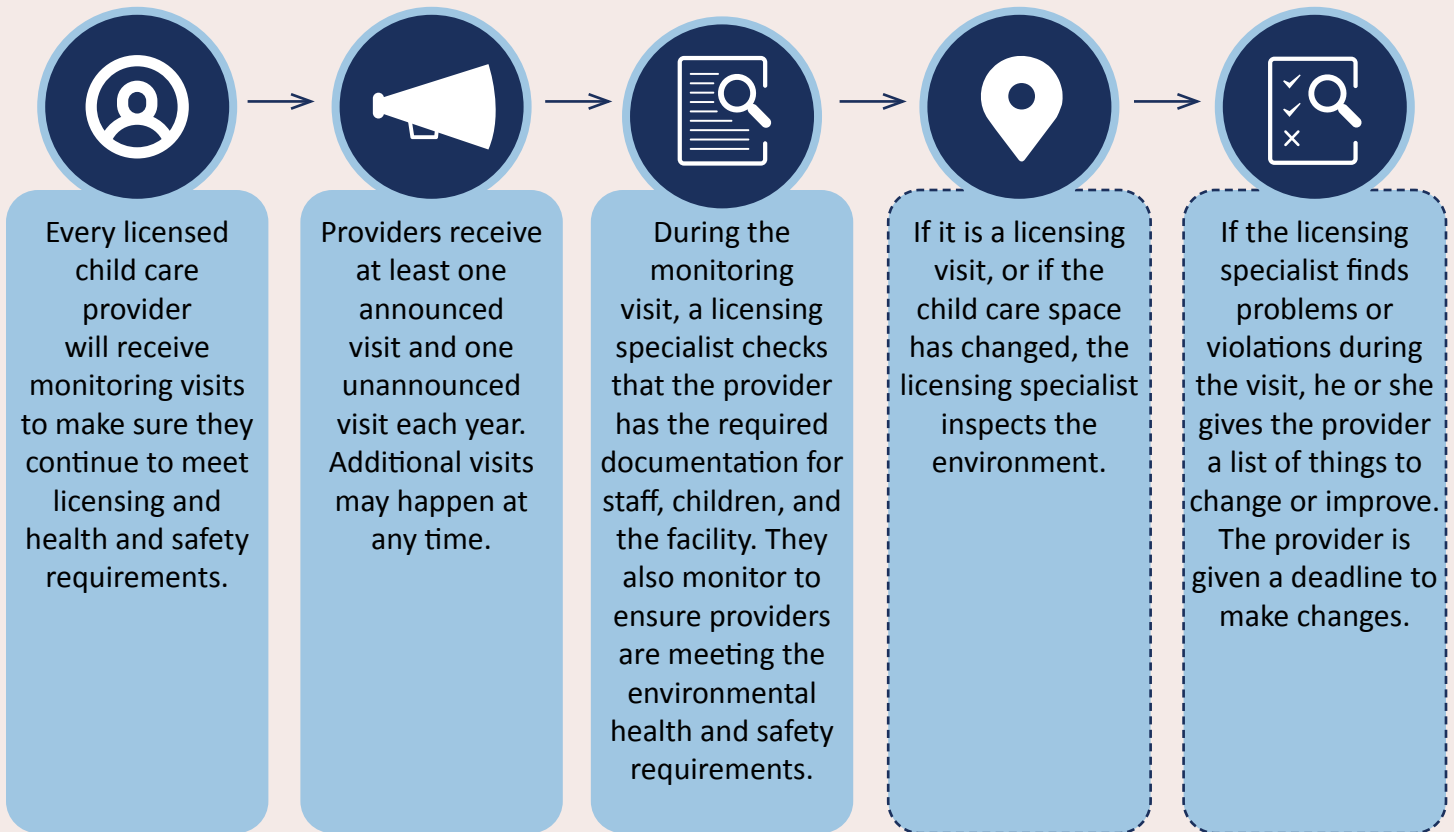 Every licensed
child care
provider
will receive
monitoring visits
to make sure they
continue to meet
licensing and
health and safety
requirements.
Providers receive
at least one
announced
visit and one
unannounced
visit each year.
Additional visits
may happen at
any time.
During the
monitoring
visit, a licensing
specialist checks
that the provider
has the required
documentation for
staff, children, and
the facility. They
also monitor to
ensure providers
are meeting the
environmental
health and safety
requirements.
If it is a licensing
visit, or if the
child care space
has changed, the
licensing specialist
inspects the
environment.
If the licensing
specialist finds
problems or
violations during
the visit, he or she
gives the provider
a list of things to
change or improve.
The provider is
given a deadline to
make changes.